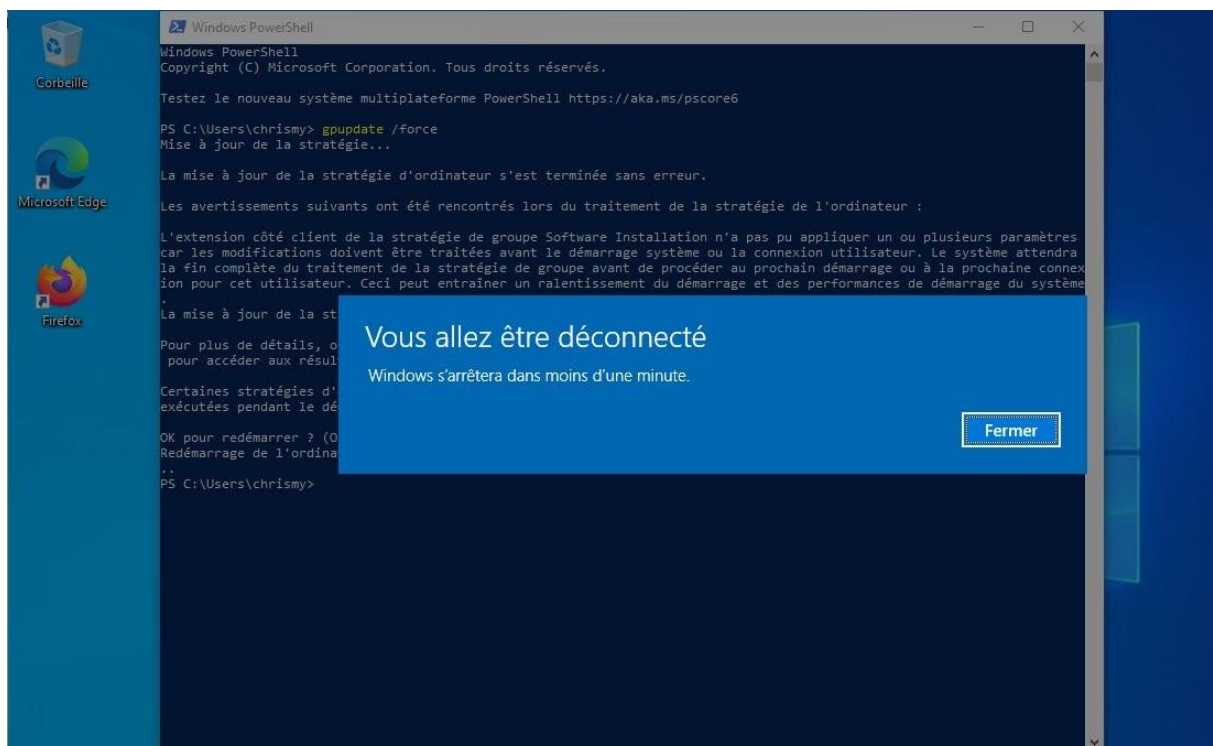 Corbeille
Microsoft Edge
Firefox
Windows PowerShell
Windows PowerShell
Copyright (C) Microsoft Corporation. Tous droits réservés.
Testez le nouveau système multiplateforme PowerShell https://aka.ms/pscore6
PS C:\Users\chrismy> gpupdate /force
Mise à jour de la stratégie...
La mise à jour de la stratégie d'ordinateur s'est terminée sans erreur.
Les avertissements suivants ont été rencontrés lors du traitement de la stratégie de l'ordinateur :
L'extension côté client de la stratégie de groupe Software Installation n'a pas pu appliquer un ou plusieurs paramètres
car les modifications doivent être traitées avant le démarrage système ou la connexion utilisateur. Le système attendra
la fin complète du traitement de la stratégie de groupe avant de procéder au prochain démarrage ou à la prochaine connex
ion pour cet utilisateur. Ceci peut entraîner un ralentissement du démarrage et des performances de démarrage du système
.
La mise à jour de la st
Pour plus de détails, o
pour accéder aux résul
Certaines stratégies d'
exécutées pendant le dé
OK pour redémarrer ? (O
Redémarrage de l'ordina
..
PS C:\Users\chrismy>
Vous allez être déconnecté
Windows s'arrêtera dans moins d'une minute.
Fermer